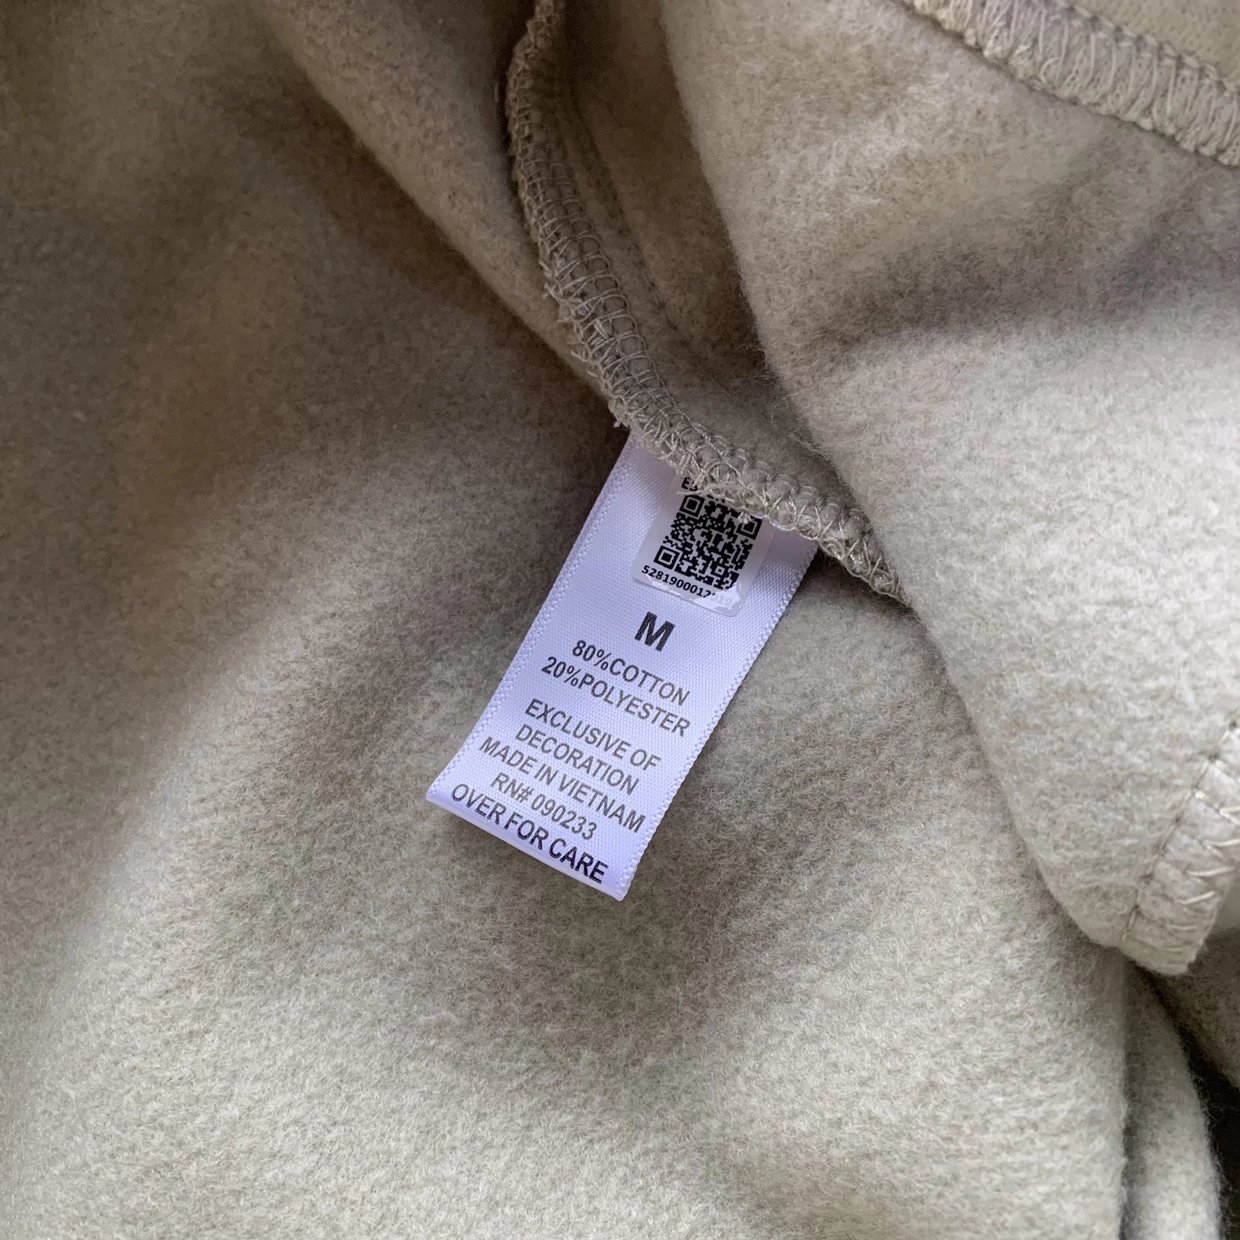 M
80%COTTON
20%POLYESTER
EXCLUSIVE OF
DECORATION
MADE IN VIETNAM
RN# 090233
OVER FOR CARE